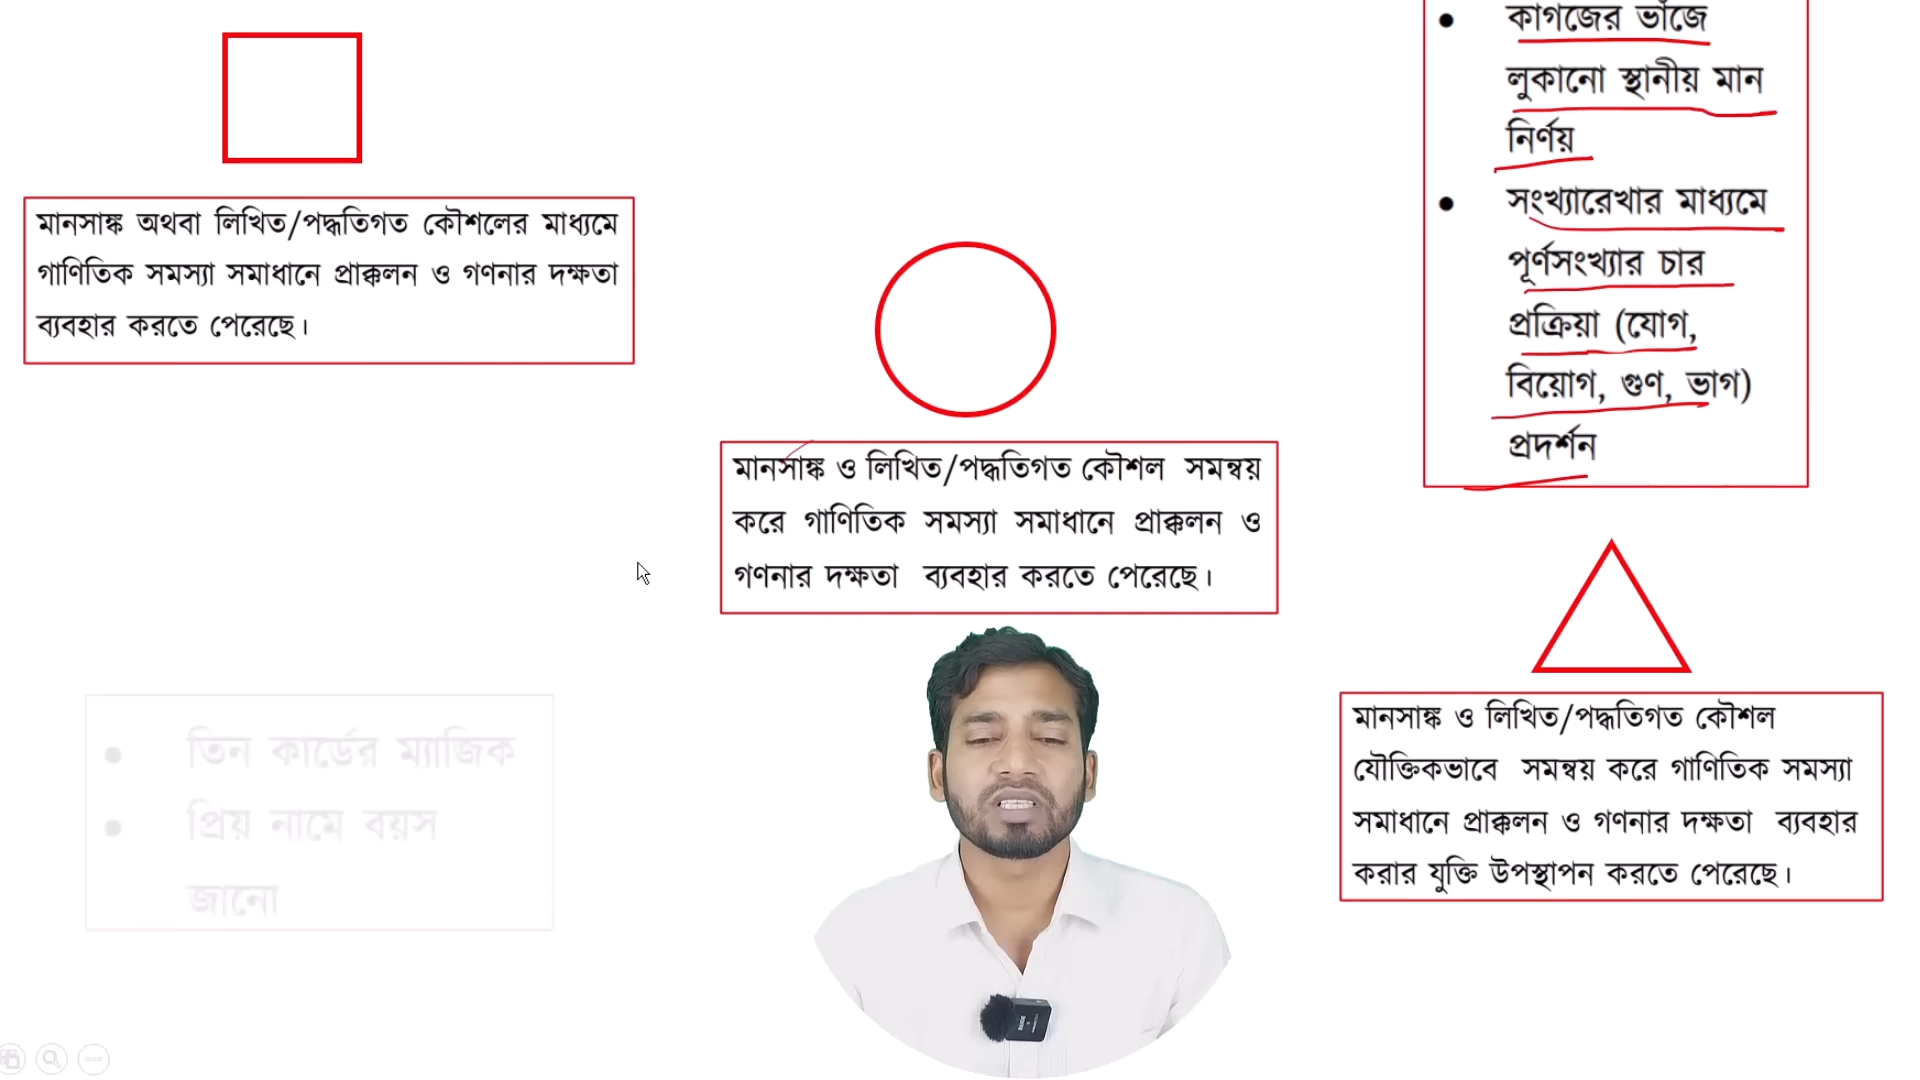 মানসাঙ্ক অথবা লিখিত/পদ্ধতিগত কৌশলের মাধ্যমে
গাণিতিক সমস্যা সমাধানে প্রাক্কলন ও গণনার দক্ষতা
ব্যবহার করতে পেরেছে।
মানসাঙ্ক ও লিখিত/পদ্ধতিগত কৌশল সমন্বয়
করে গাণিতিক সমস্যা সমাধানে প্রাক্কলন ও
গণনার দক্ষতা ব্যবহার করতে পেরেছে।
• কাগজের ভাঁজে
লুকানো স্থানীয় মান
নির্ণয়
• সংখ্যারেখার মাধ্যমে
পূর্ণসংখ্যার চার
প্রক্রিয়া (যোগ,
বিয়োগ, গুণ, ভাগ)
প্রদর্শন
মানসাঙ্ক ও লিখিত/পদ্ধতিগত কৌশল
যৌক্তিকভাবে সমন্বয় করে গাণিতিক সমস্যা
সমাধানে প্রাক্কলন ও গণনার দক্ষতা ব্যবহার
করার যুক্তি উপস্থাপন করতে পেরেছে।
• তিন কার্ডের ম্যাজিক
• প্রিয় নামে বয়স
জানো